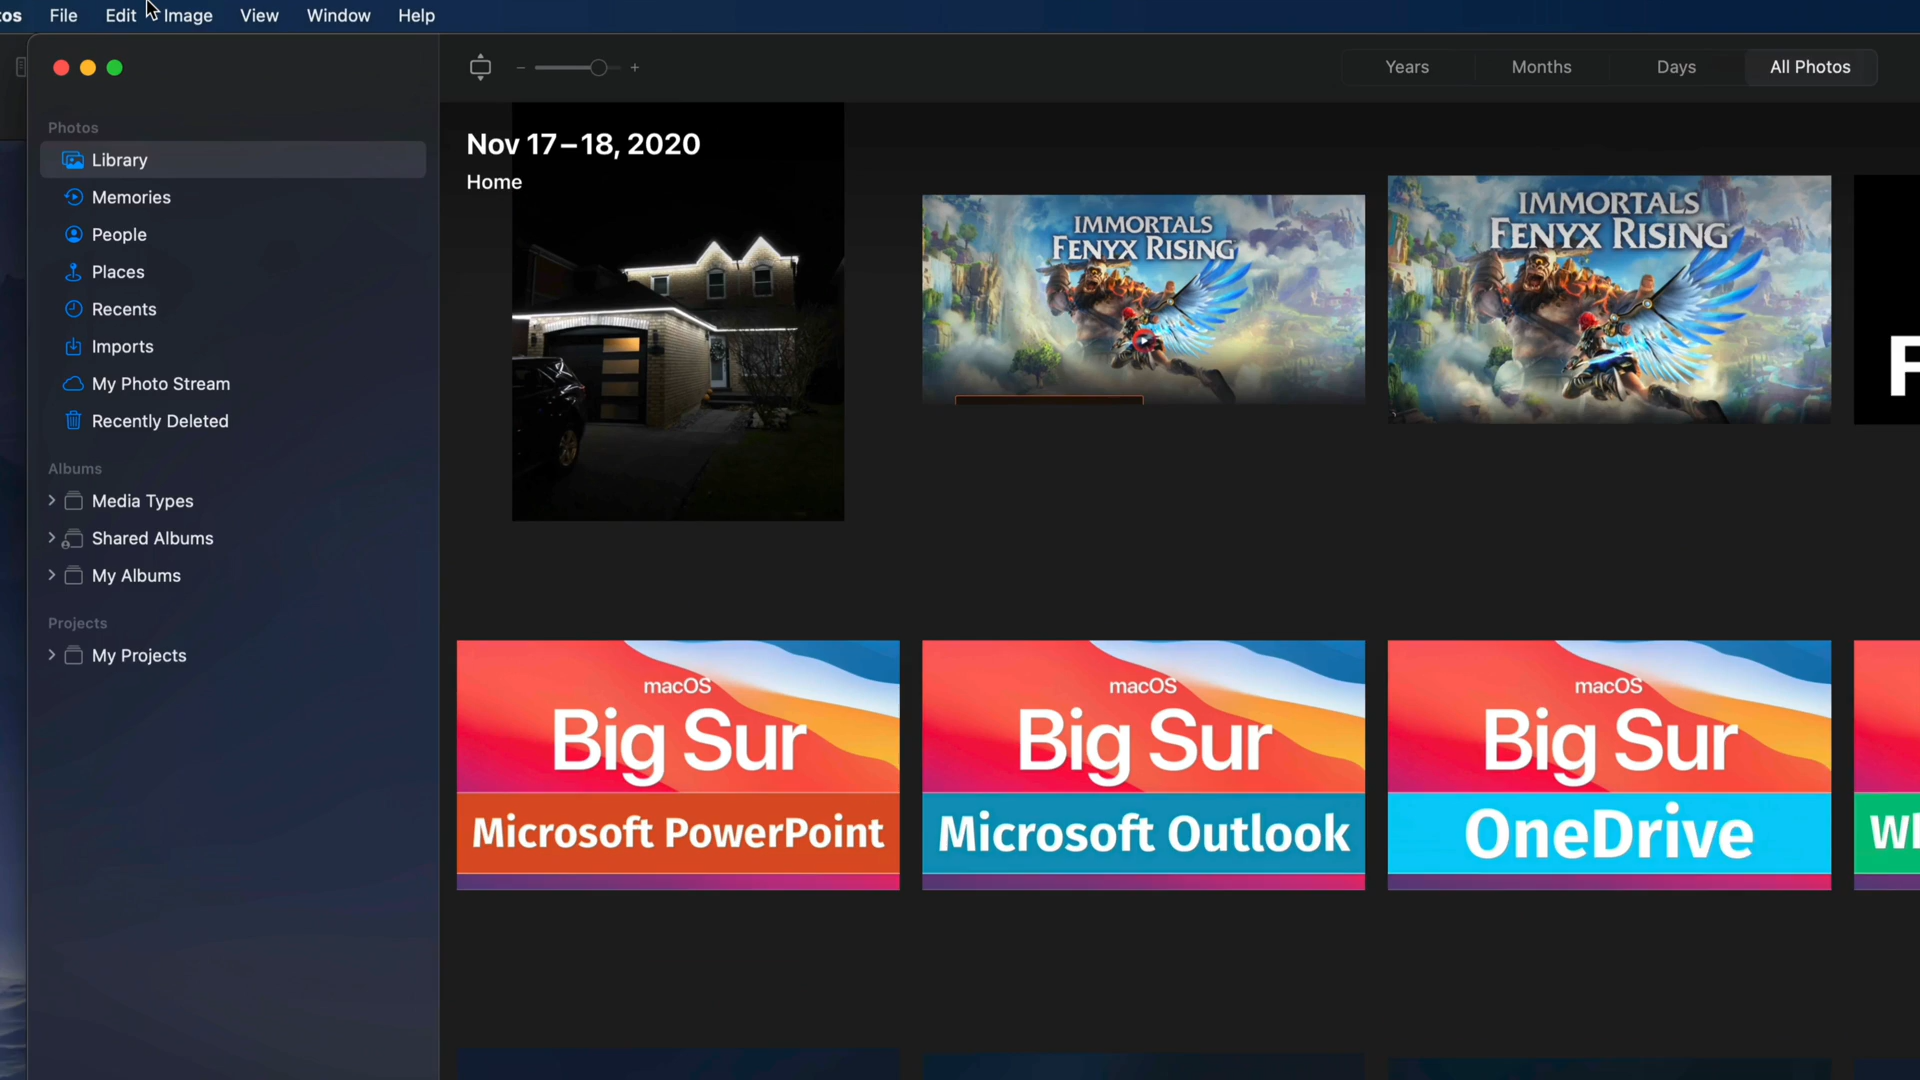 tos File Edit Image View Window Help
Years Months Days All Photos
Photos
Library
Memories
People
Places
Recents
Imports
My Photo Stream
Recently Deleted
Albums
Media Types
Shared Albums
My Albums
Projects
My Projects
Nov 17–18, 2020
Home
IMMORTALS
FENYX RISING
IMMORTALS
FENYX RISING
F
macOS
Big Sur
Microsoft PowerPoint
macOS
Big Sur
Microsoft Outlook
macOS
Big Sur
OneDrive